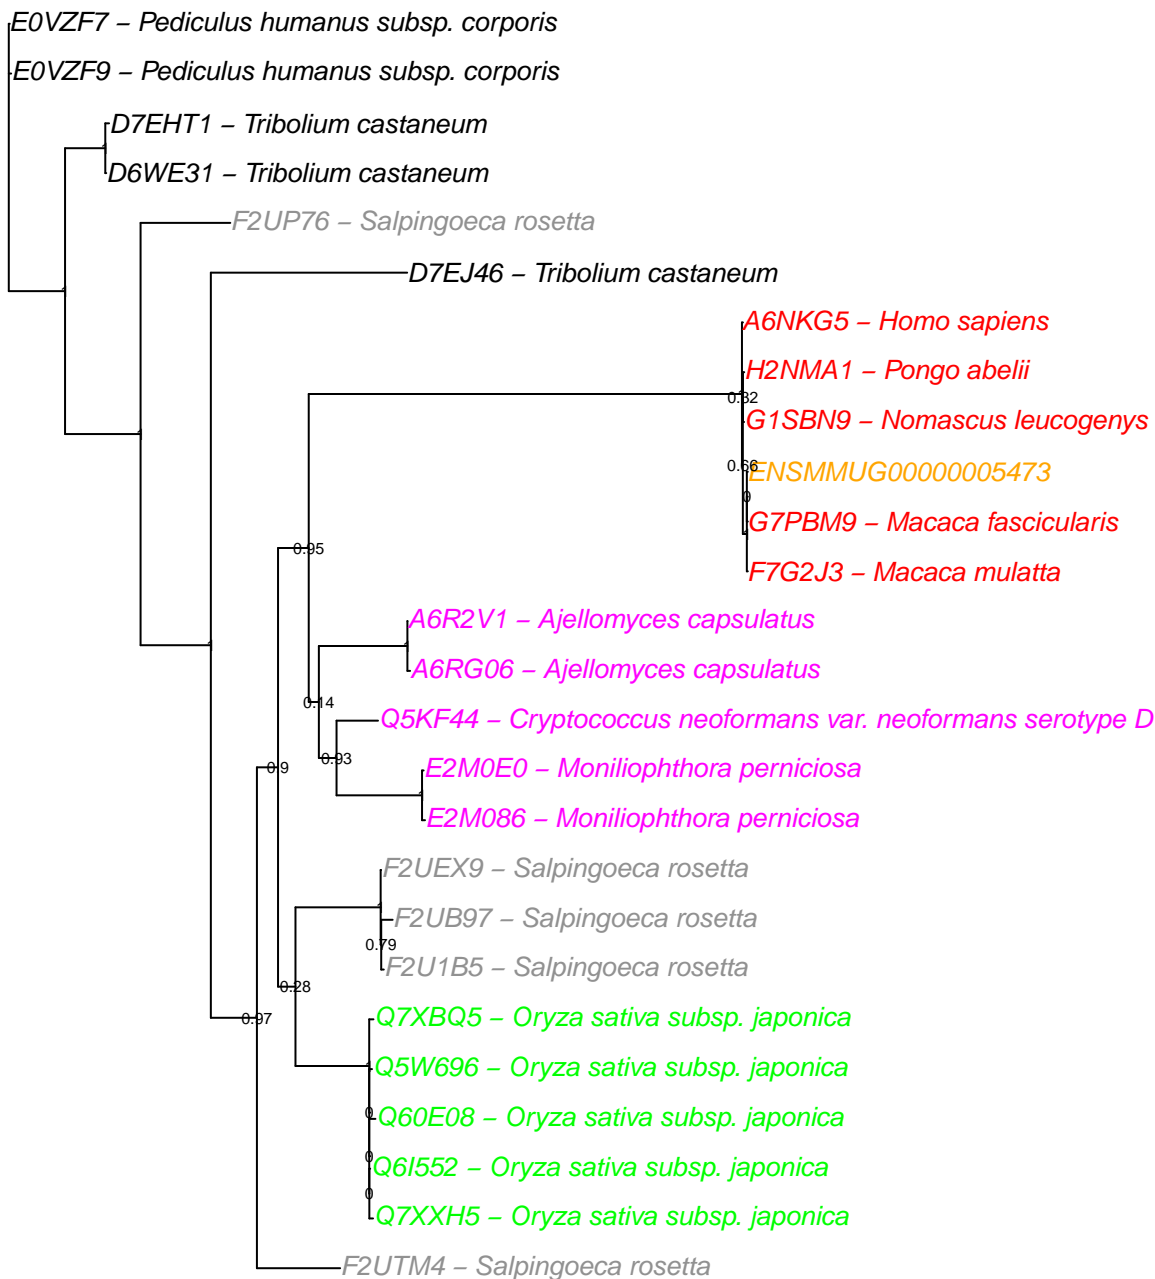 E0VZF7 – Pediculus humanus subsp. corporis
E0VZF9 – Pediculus humanus subsp. corporis
D7EHT1 – Tribolium castaneum
D6WE31 – Tribolium castaneum
F2UP76 – Salpingoeca rosetta
D7EJ46 – Tribolium castaneum
A6NKG5 – Homo sapiens
H2NMA1 – Pongo abelii
0.82
G1SBN9 – Nomascus leucogenys
0.66
ENSMMUG00000005473
0
G7PBM9 – Macaca fascicularis
0.95
F7G2J3 – Macaca mulatta
A6R2V1 – Ajellomyces capsulatus
A6RG06 – Ajellomyces capsulatus
0.14
Q5KF44 – Cryptococcus neoformans var. neoformans serotype D
0.93
0.9
E2M0E0 – Moniliophthora perniciosa
E2M086 – Moniliophthora perniciosa
F2UEX9 – Salpingoeca rosetta
F2UB97 – Salpingoeca rosetta
0.79
F2U1B5 – Salpingoeca rosetta
0.28
0.97
Q7XBQ5 – Oryza sativa subsp. japonica
Q5W696 – Oryza sativa subsp. japonica
0
Q60E08 – Oryza sativa subsp. japonica
0
Q6I552 – Oryza sativa subsp. japonica
0
Q7XXH5 – Oryza sativa subsp. japonica
F2UTM4 – Salpingoeca rosetta